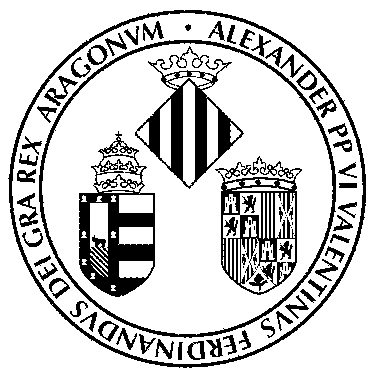 ALEXANDER PP VI VALENTINVS FERDINANDVS DEI GRA REX ARAGONVM ·